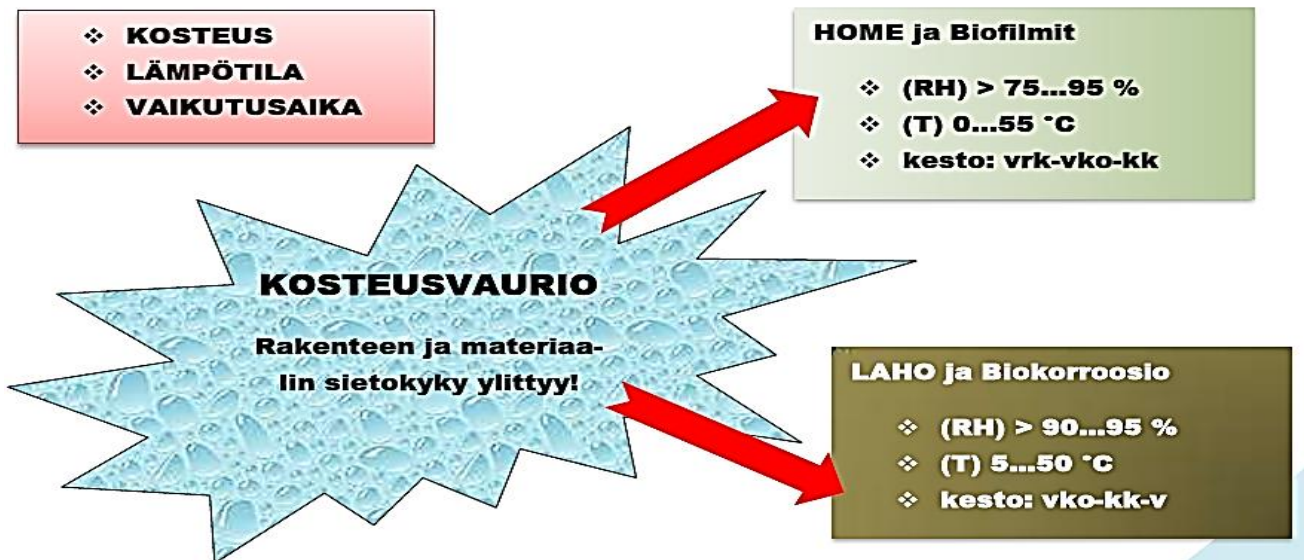 ❖ KOSTEUS
❖ LÄMPÖTILA
❖ VAIKUTUSAIKA
HOME ja Biofilmit
❖ (RH) > 75...95 %
❖ (T) 0...55 °C
❖ kesto: vrk-vko-kk
KOSTEUSVAURIO
Rakenteen ja materiaa-
lin sietokyky ylittyy!
LAHO ja Biokorroosio
❖ (RH) > 90...95 %
❖ (T) 5...50 °C
❖ kesto: vko-kk-v